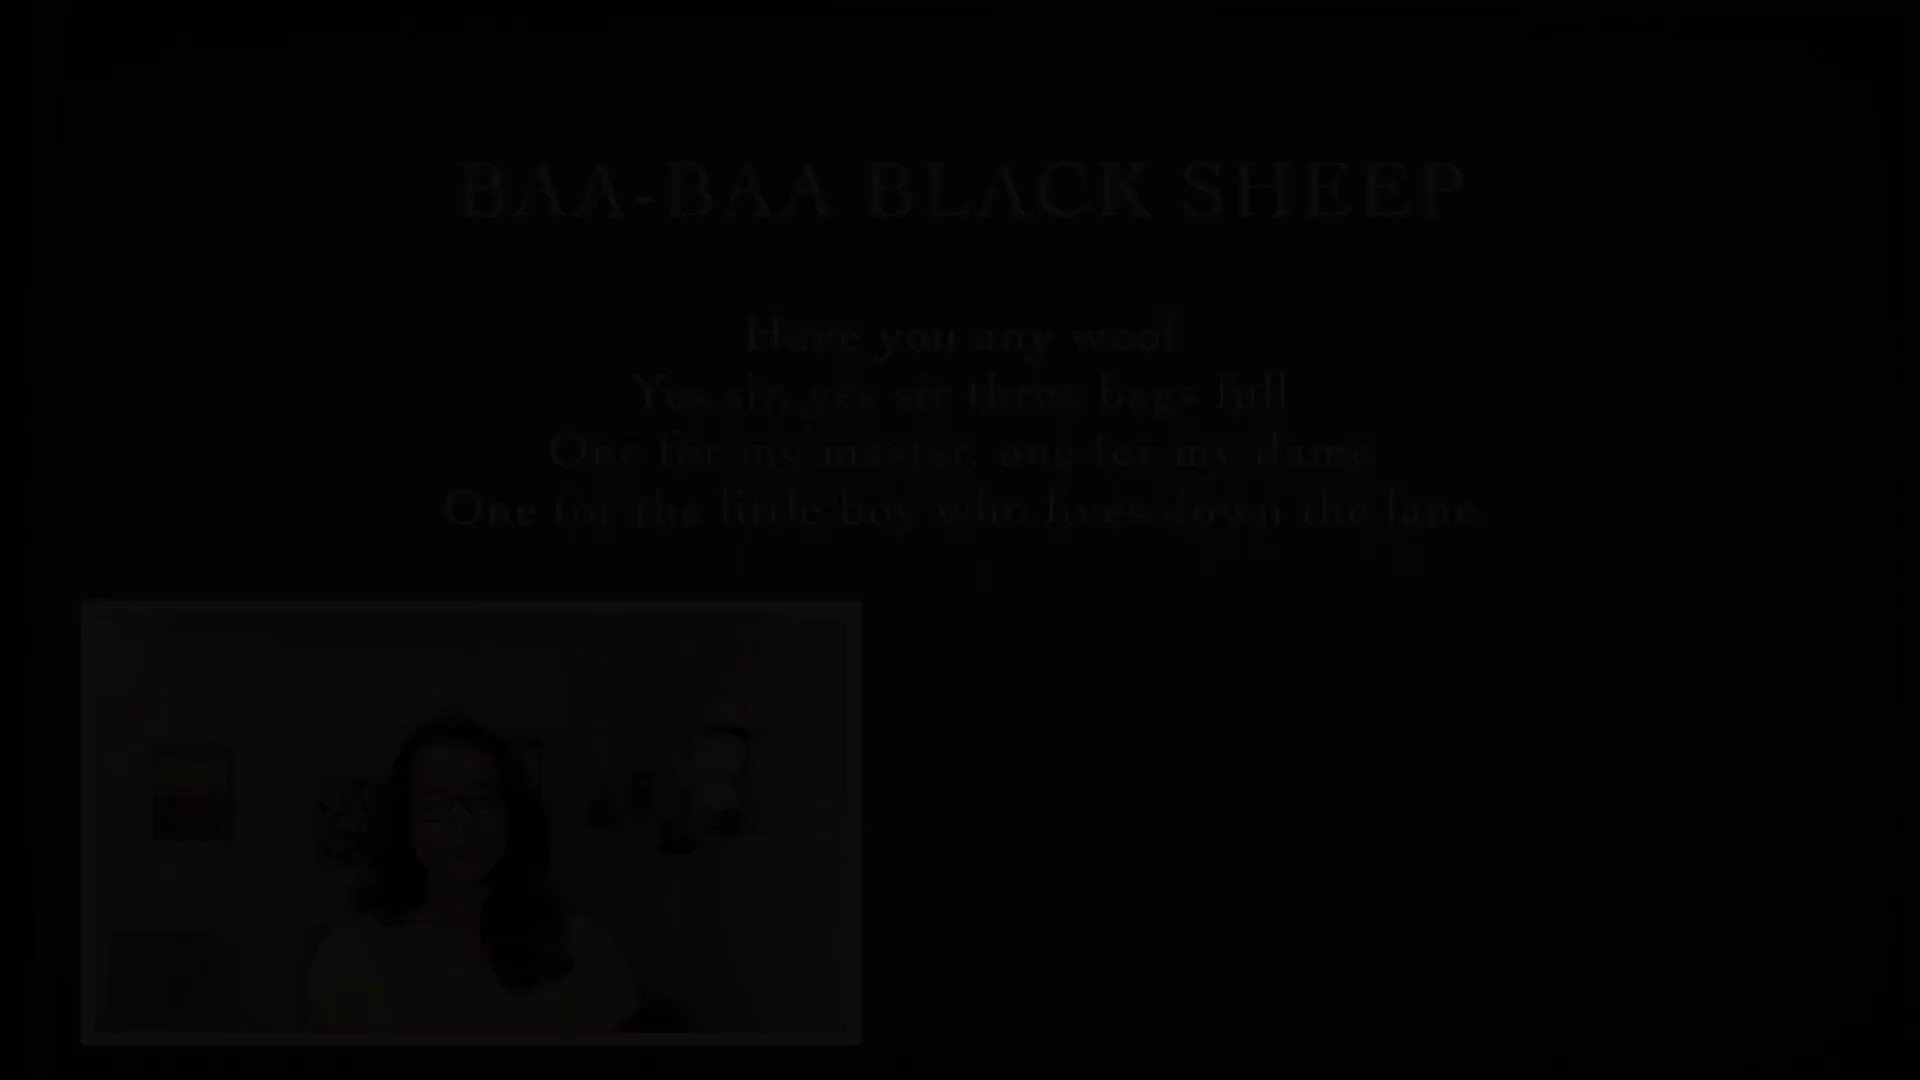 BAA-BAA BLACK SHEEP
Have you any wool
Yes sir, yes sir three bags full
One for my master, one for my dame
One for the little boy who lives down the lane.